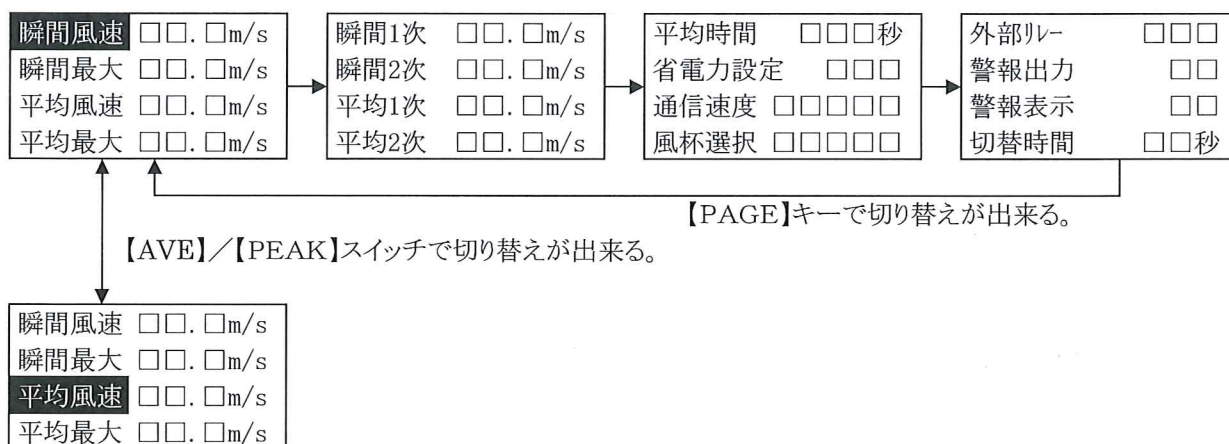 瞬間風速 □□.□m/s
瞬間最大 □□.□m/s
平均風速 □□.□m/s
平均最大 □□.□m/s
瞬間1次 □□.□m/s
瞬間2次 □□.□m/s
平均1次 □□.□m/s
平均2次 □□.□m/s
平均時間 □□□秒
省電力設定 □□□
通信速度 □□□□□
風杯選択 □□□□□
外部リレー □□□
警報出力 □□
警報表示 □□
切替時間 □□秒
【PAGE】キーで切り替えが出来る。
【AVE】／【PEAK】スイッチで切り替えが出来る。
瞬間風速 □□.□m/s
瞬間最大 □□.□m/s
平均風速 □□.□m/s
平均最大 □□.□m/s